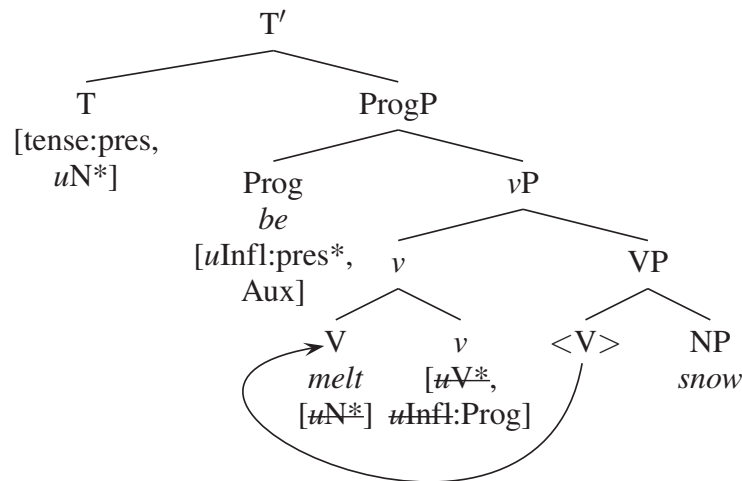 T′
T ProgP
[tense:pres,
uN*]
Prog vP
be
[uInfl:pres*,
Aux]
v VP
V v <V> NP
melt [uV*, snow
[uN*] uInfl:Prog]